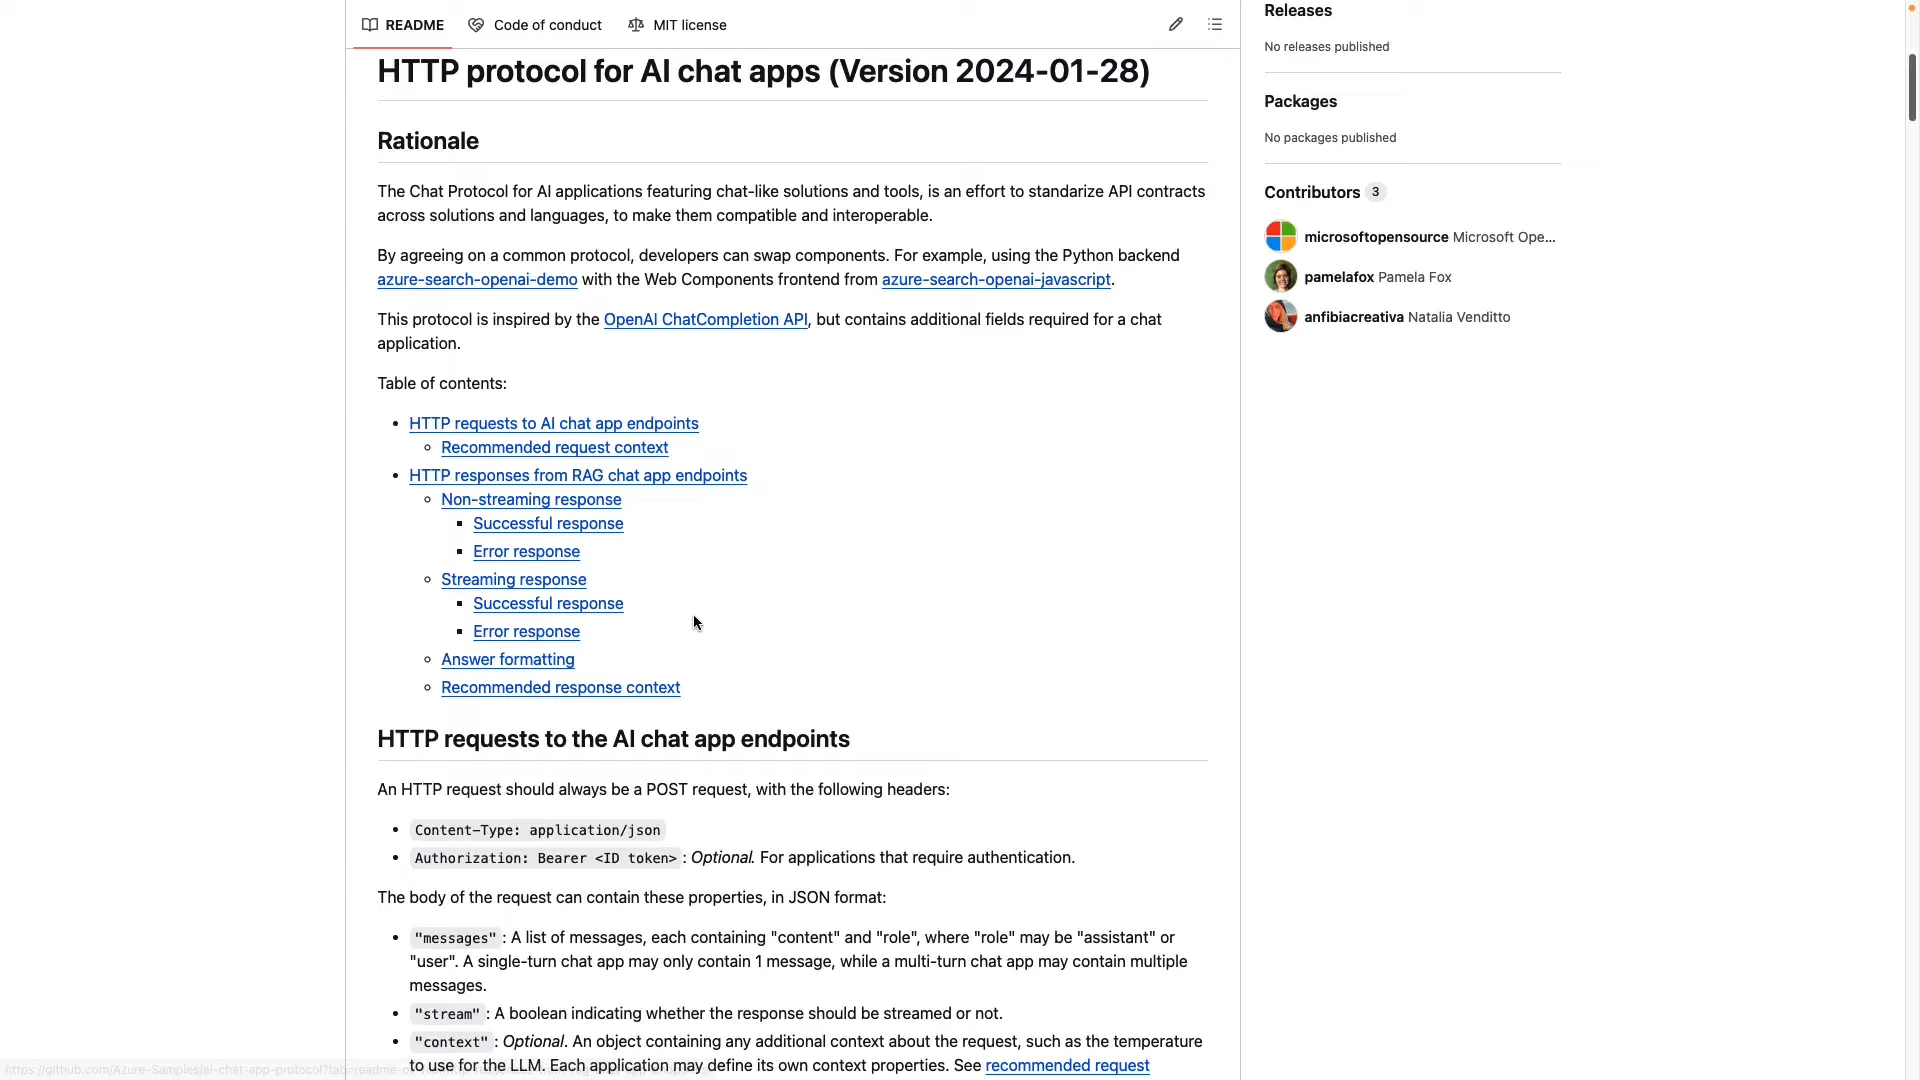 README
Code of conduct
MIT license
HTTP protocol for AI chat apps (Version 2024-01-28)
Rationale
The Chat Protocol for AI applications featuring chat-like solutions and tools, is an effort to standarize API contracts
across solutions and languages, to make them compatible and interoperable.
By agreeing on a common protocol, developers can swap components. For example, using the Python backend
azure-search-openai-demo with the Web Components frontend from azure-search-openai-javascript.
This protocol is inspired by the OpenAI ChatCompletion API, but contains additional fields required for a chat
application.
Table of contents:
HTTP requests to AI chat app endpoints
Recommended request context
HTTP responses from RAG chat app endpoints
Non-streaming response
Successful response
Error response
Streaming response
Successful response
Error response
Answer formatting
Recommended response context
HTTP requests to the AI chat app endpoints
An HTTP request should always be a POST request, with the following headers:
Content-Type: application/json
Authorization: Bearer <ID token> : Optional. For applications that require authentication.
The body of the request can contain these properties, in JSON format:
"messages" : A list of messages, each containing "content" and "role", where "role" may be "assistant" or
"user". A single-turn chat app may only contain 1 message, while a multi-turn chat app may contain multiple
messages.
"stream" : A boolean indicating whether the response should be streamed or not.
"context" : Optional. An object containing any additional context about the request, such as the temperature
to use for the LLM. Each application may define its own context properties. See recommended request
Releases
No releases published
Packages
No packages published
Contributors 3
microsoftopensource Microsoft Ope...
pamelafox Pamela Fox
anfibiacreativa Natalia Venditto
https://github.com/Azure-Samples/ai-chat-app-protocol?tab=readme-o